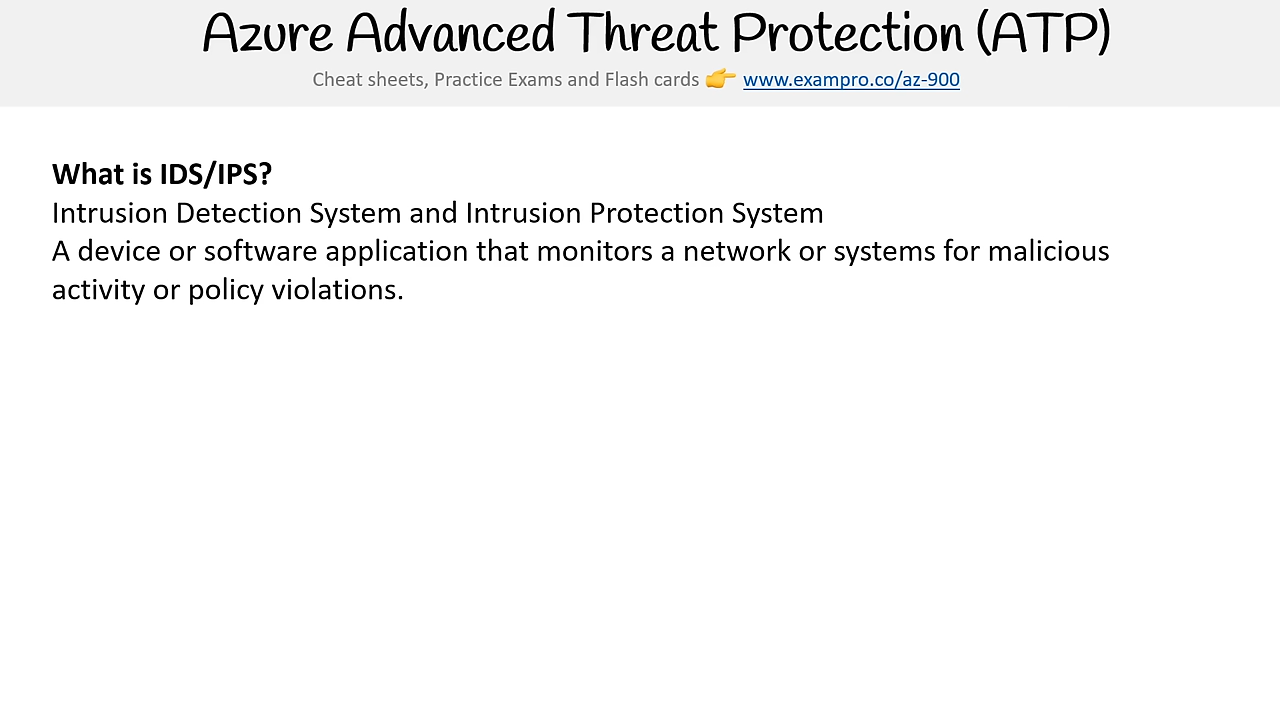 Azure Advanced Threat Protection (ATP)
Cheat sheets, Practice Exams and Flash cards 👉 www.exampro.co/az-900
What is IDS/IPS?
Intrusion Detection System and Intrusion Protection System
A device or software application that monitors a network or systems for malicious
activity or policy violations.